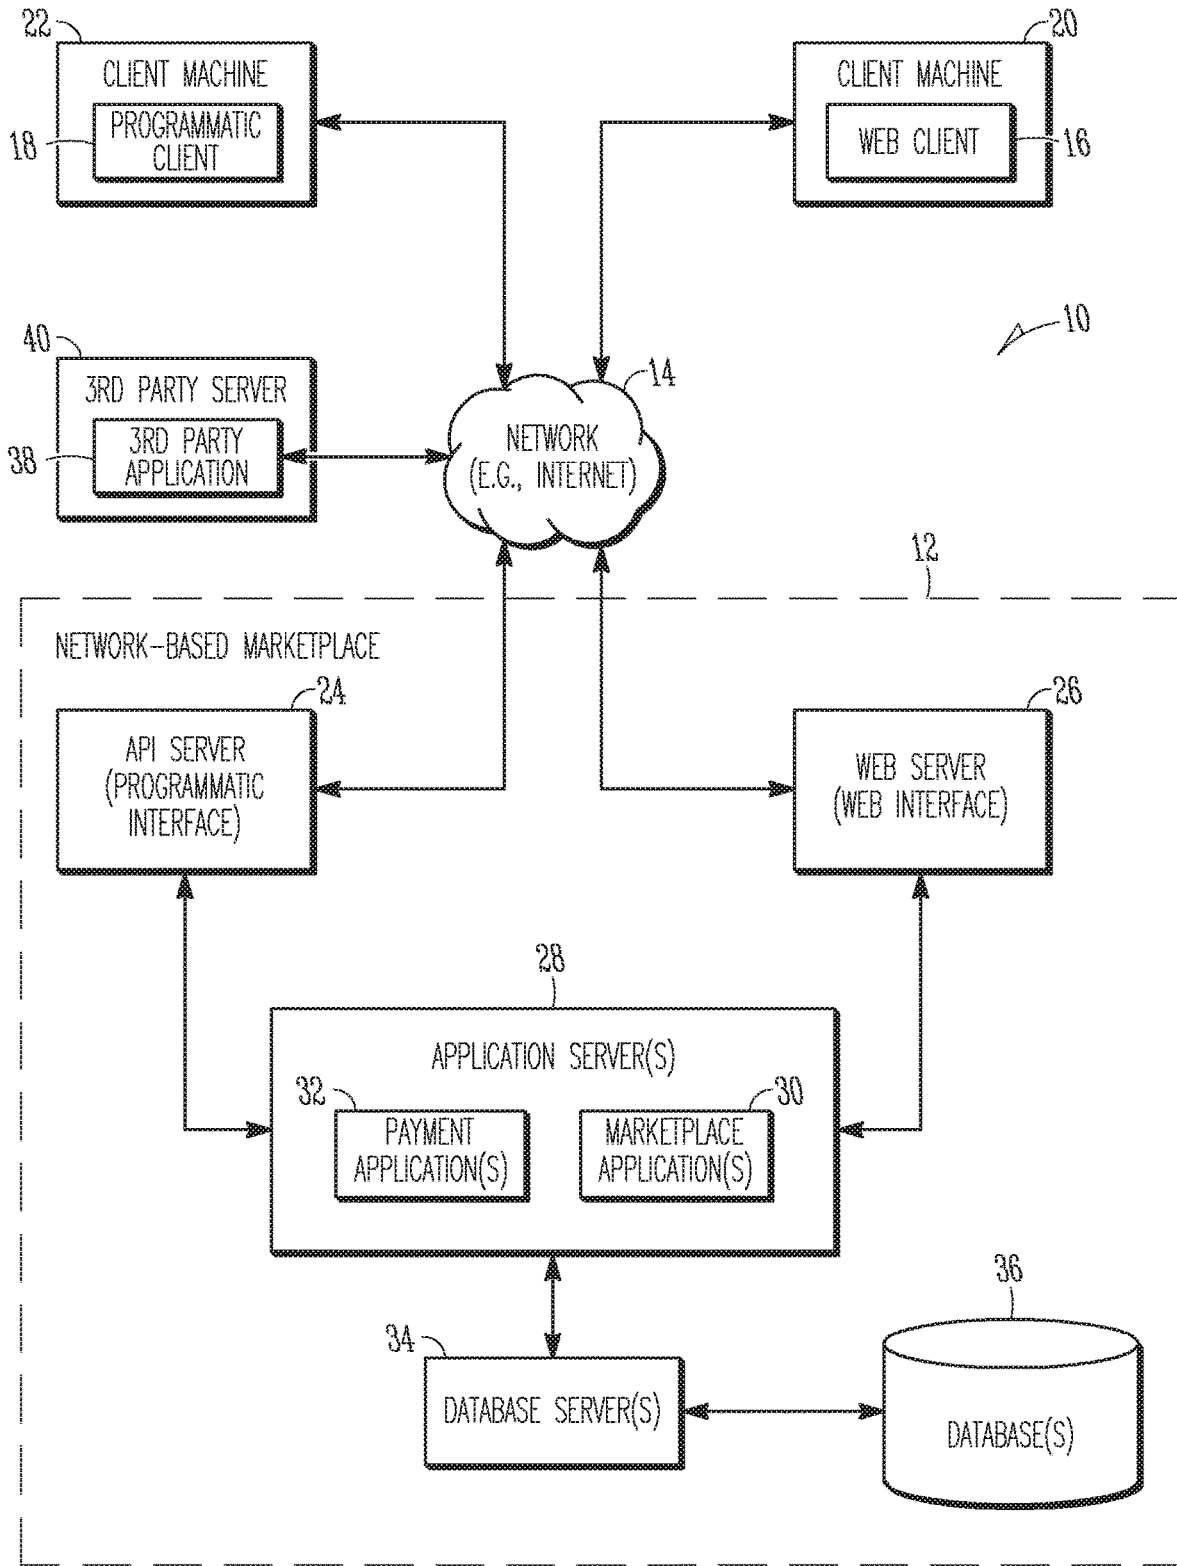 22
CLIENT MACHINE
18
PROGRAMMATIC
CLIENT
20
CLIENT MACHINE
WEB CLIENT
16
10
40
3RD PARTY SERVER
38
3RD PARTY
APPLICATION
14
NETWORK
(E.G., INTERNET)
12
NETWORK-BASED MARKETPLACE
24
API SERVER
(PROGRAMMATIC
INTERFACE)
26
WEB SERVER
(WEB INTERFACE)
28
APPLICATION SERVER(S)
32
PAYMENT
APPLICATION(S)
30
MARKETPLACE
APPLICATION(S)
34
DATABASE SERVER(S)
36
DATABASE(S)